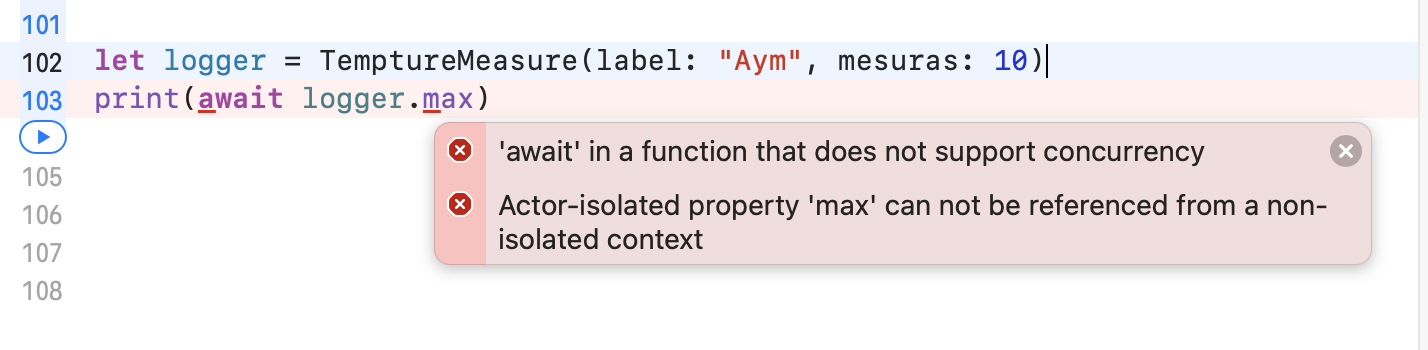 101
102 let logger = TemptureMeasure(label: "Aym", mesuras: 10)
103 print(await logger.max)
'await' in a function that does not support concurrency
105
Actor-isolated property 'max' can not be referenced from a non-
106
isolated context
107
108